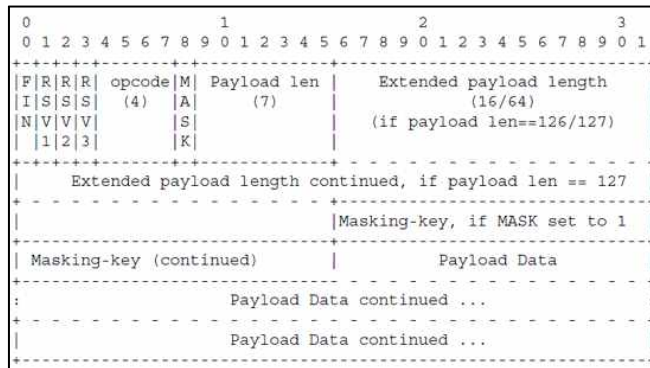 0                   1                   2                   3
0 1 2 3 4 5 6 7 8 9 0 1 2 3 4 5 6 7 8 9 0 1 2 3 4 5 6 7 8 9 0 1
+-+-+-+-+-------+-+-------------+-------------------------------
|F|R|R|R| opcode|M| Payload len |    Extended payload length
|I|S|S|S|  (4)  |A|     (7)     |             (16/64)
|N|V|V|V|       |S|             |   (if payload len==126/127)
| |1|2|3|       |K|             |
+-+-+-+-+-------+-+-------------+ - - - - - - - - - - - - - - -
|     Extended payload length continued, if payload len == 127
+ - - - - - - - - - - - - - - - +-------------------------------
|                               |Masking-key, if MASK set to 1
+-------------------------------+-------------------------------
| Masking-key (continued)       |          Payload Data
+-------------------------------- - - - - - - - - - - - - - - -
:                     Payload Data continued ...
+ - - - - - - - - - - - - - - - - - - - - - - - - - - - - - - -
|                     Payload Data continued ...
+---------------------------------------------------------------